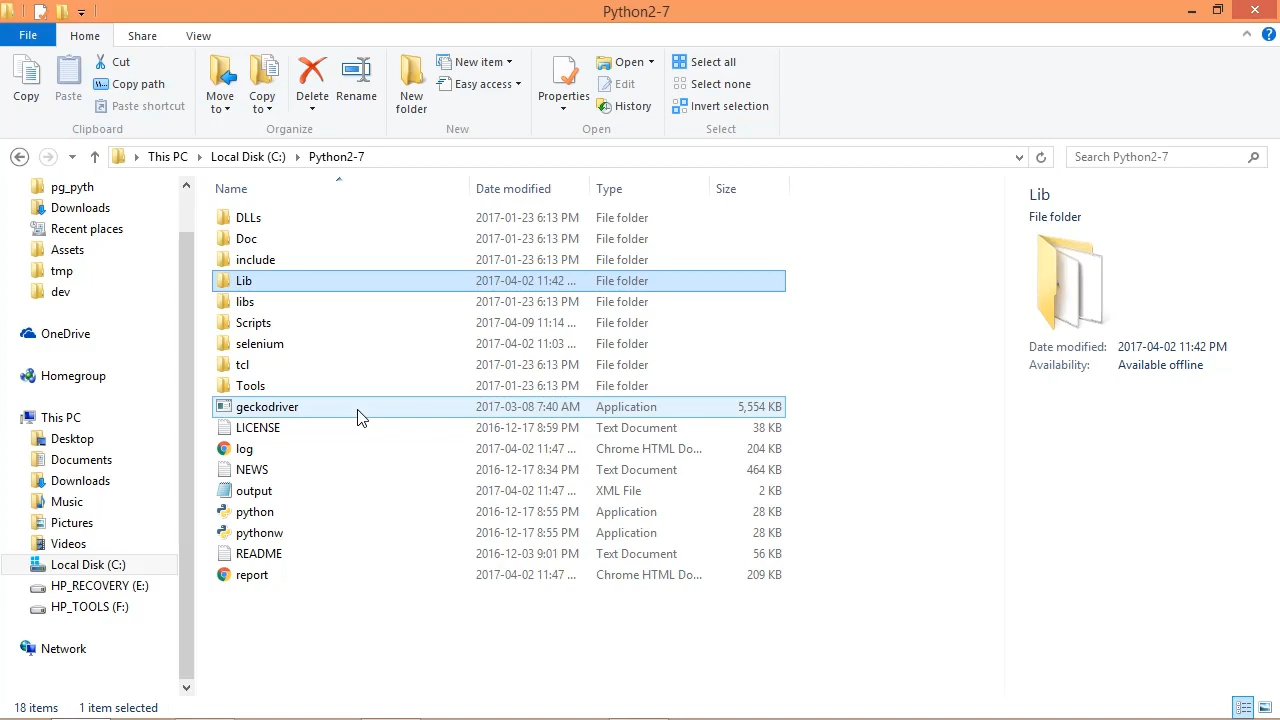 Python2-7
File
Home
Share
View
Copy
Paste
Cut
Copy path
Paste shortcut
Clipboard
Move to
Copy to
Delete
Rename
Organize
New folder
New item
Easy access
New
Properties
Open
Edit
History
Open
Select all
Select none
Invert selection
Select
This PC
Local Disk (C:)
Python2-7
Search Python2-7
pg_pyth
Downloads
Recent places
Assets
tmp
dev
OneDrive
Homegroup
This PC
Desktop
Documents
Downloads
Music
Pictures
Videos
Local Disk (C:)
HP_RECOVERY (E:)
HP_TOOLS (F:)
Network
Name Date modified Type Size
DLLs 2017-01-23 6:13 PM File folder
Doc 2017-01-23 6:13 PM File folder
include 2017-01-23 6:13 PM File folder
Lib 2017-04-02 11:42 ... File folder
libs 2017-01-23 6:13 PM File folder
Scripts 2017-04-09 11:14 ... File folder
selenium 2017-04-02 11:03 ... File folder
tcl 2017-01-23 6:13 PM File folder
Tools 2017-01-23 6:13 PM File folder
geckodriver 2017-03-08 7:40 AM Application 5,554 KB
LICENSE 2016-12-17 8:59 PM Text Document 38 KB
log 2017-04-02 11:47 ... Chrome HTML Do... 204 KB
NEWS 2016-12-17 8:34 PM Text Document 464 KB
output 2017-04-02 11:47 ... XML File 2 KB
python 2016-12-17 8:55 PM Application 28 KB
pythonw 2016-12-17 8:55 PM Application 28 KB
README 2016-12-03 9:01 PM Text Document 56 KB
report 2017-04-02 11:47 ... Chrome HTML Do... 209 KB
Lib
File folder
Date modified: 2017-04-02 11:42 PM
Availability: Available offline
18 items 1 item selected